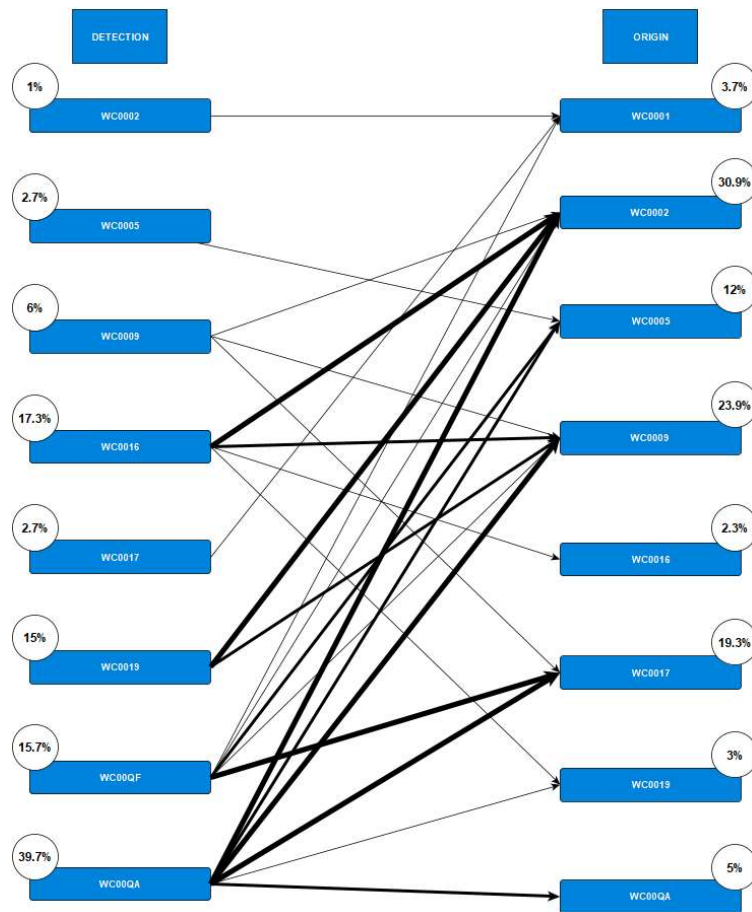 DETECTION
ORIGIN
1%
WC0002
3.7%
WC0001
2.7%
WC0005
30.9%
WC0002
6%
WC0009
12%
WC0005
17.3%
WC0016
23.9%
WC0009
2.7%
WC0017
2.3%
WC0016
15%
WC0019
19.3%
WC0017
15.7%
WC00QF
3%
WC0019
39.7%
WC00QA
5%
WC00QA